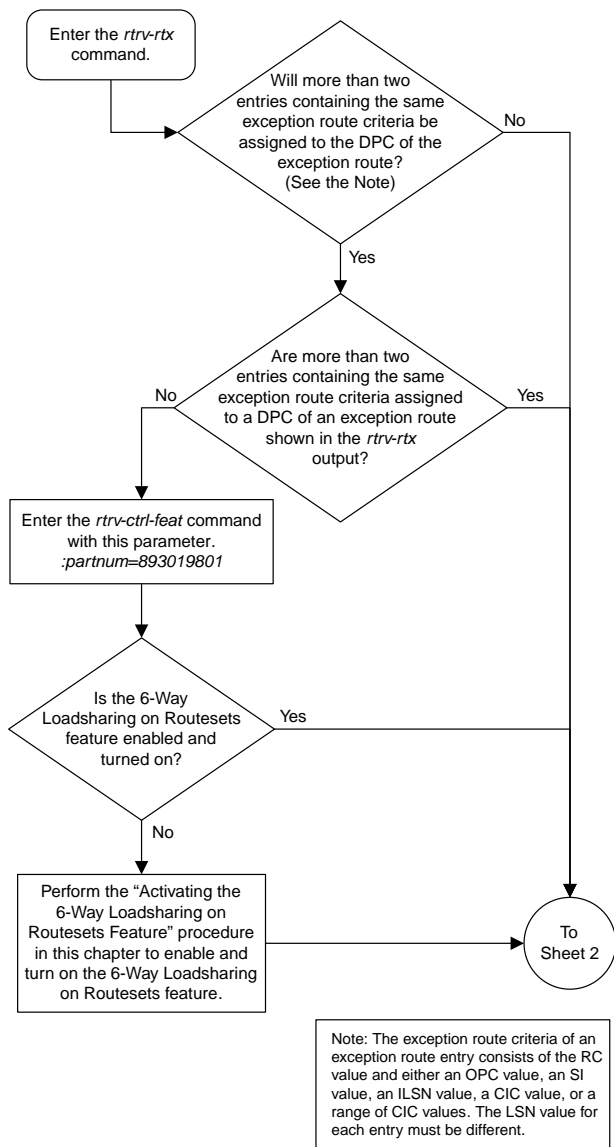 Enter the rtrv-rtx
command.
Will more than two
entries containing the same
exception route criteria be
assigned to the DPC of the
exception route?
(See the Note)
No
Yes
Are more than two
entries containing the same
exception route criteria assigned
to a DPC of an exception route
shown in the rtrv-rtx
output?
No
Yes
Enter the rtrv-ctrl-feat command
with this parameter.
:partnum=893019801
Is the 6-Way
Loadsharing on Routesets
feature enabled and
turned on?
Yes
No
Perform the “Activating the
6-Way Loadsharing on
Routesets Feature” procedure
in this chapter to enable and
turn on the 6-Way Loadsharing
on Routesets feature.
To
Sheet 2
Note: The exception route criteria of an
exception route entry consists of the RC
value and either an OPC value, an SI
value, an ILSN value, a CIC value, or a
range of CIC values. The LSN value for
each entry must be different.